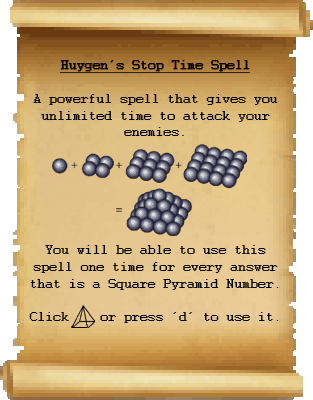 Huygen´s Stop Time Spell
A powerful spell that gives you
unlimited time to attack your
enemies.
+ + +
=
You will be able to use this
spell one time for every answer
that is a Square Pyramid Number.
Click or press ´d´ to use it.